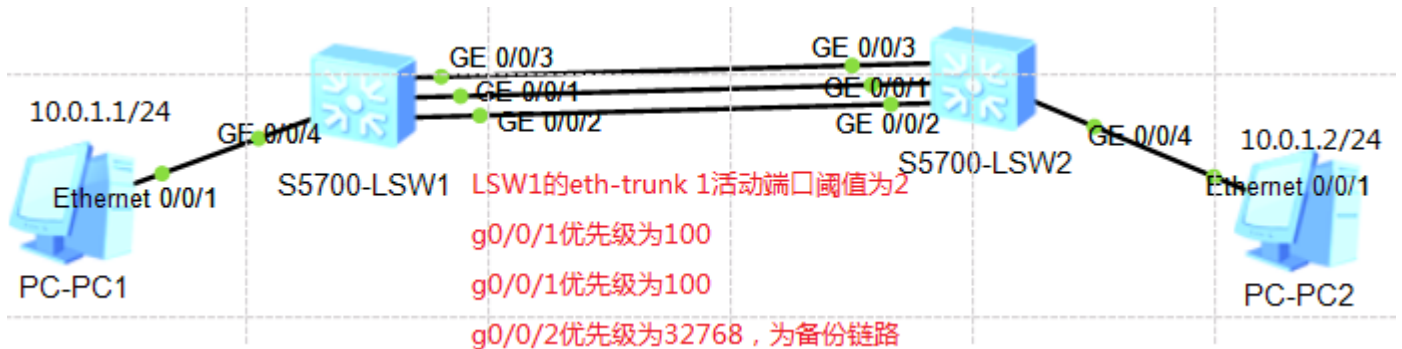 GE 0/0/3
GE 0/0/3
GE 0/0/1
GE 0/0/1
GE 0/0/2
GE 0/0/2
10.0.1.1/24
GE 0/0/4
GE 0/0/4
10.0.1.2/24
Ethernet 0/0/1
S5700-LSW1
S5700-LSW2
Ethernet 0/0/1
LSW1的eth-trunk 1活动端口阈值为2
g0/0/1优先级为100
g0/0/1优先级为100
g0/0/2优先级为32768，为备份链路
PC-PC1
PC-PC2